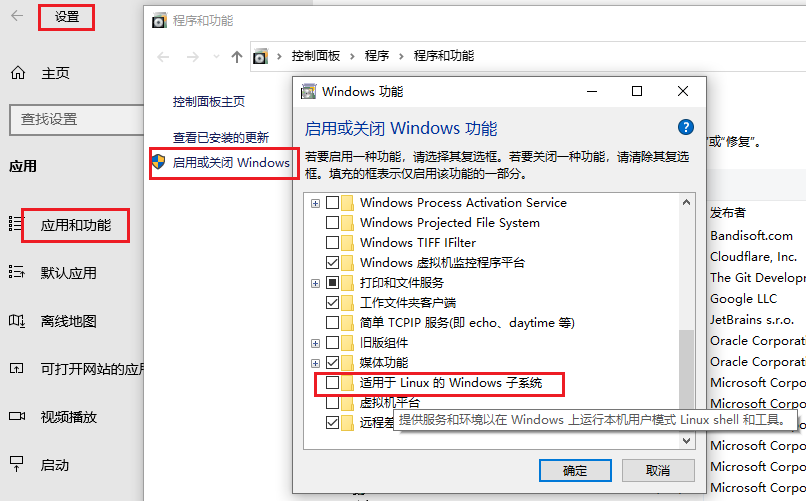 设置
主页
查找设置
应用
应用和功能
默认应用
离线地图
可打开网站的应
视频播放
启动
程序和功能
控制面板 > 程序 > 程序和功能
控制面板主页
查看已安装的更新
启用或关闭 Windows
或“修复”。
发布者
Bandisoft.com
Cloudflare, Inc.
The Git Develop
Google LLC
JetBrains s.r.o.
Oracle Corporat
Oracle Corporat
Microsoft Corpo
Microsoft Corpo
Microsoft Corpo
Microsoft Corpo
Microsoft Corpo
Windows 功能
启用或关闭 Windows 功能
若要启用一种功能，请选择其复选框。若要关闭一种功能，请清除其复选
框。填充的框表示仅启用该功能的一部分。
Windows Process Activation Service
Windows Projected File System
Windows TIFF IFilter
Windows 虚拟机监控程序平台
打印和文件服务
工作文件夹客户端
简单 TCPIP 服务(即 echo、daytime 等)
旧版组件
媒体功能
适用于 Linux 的 Windows 子系统
虚拟机平台
远程差
提供服务和环境以在 Windows 上运行本机用户模式 Linux shell 和工具。
确定
取消